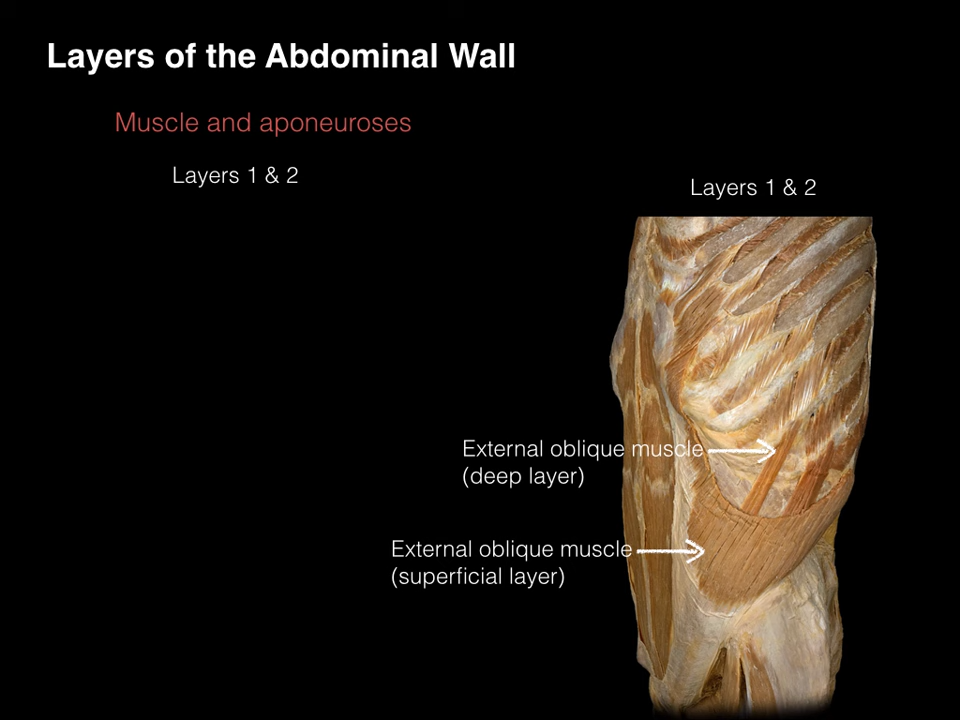 Layers of the Abdominal Wall
Muscle and aponeuroses
Layers 1 & 2
Layers 1 & 2
External oblique muscle
(deep layer)
External oblique muscle
(superficial layer)